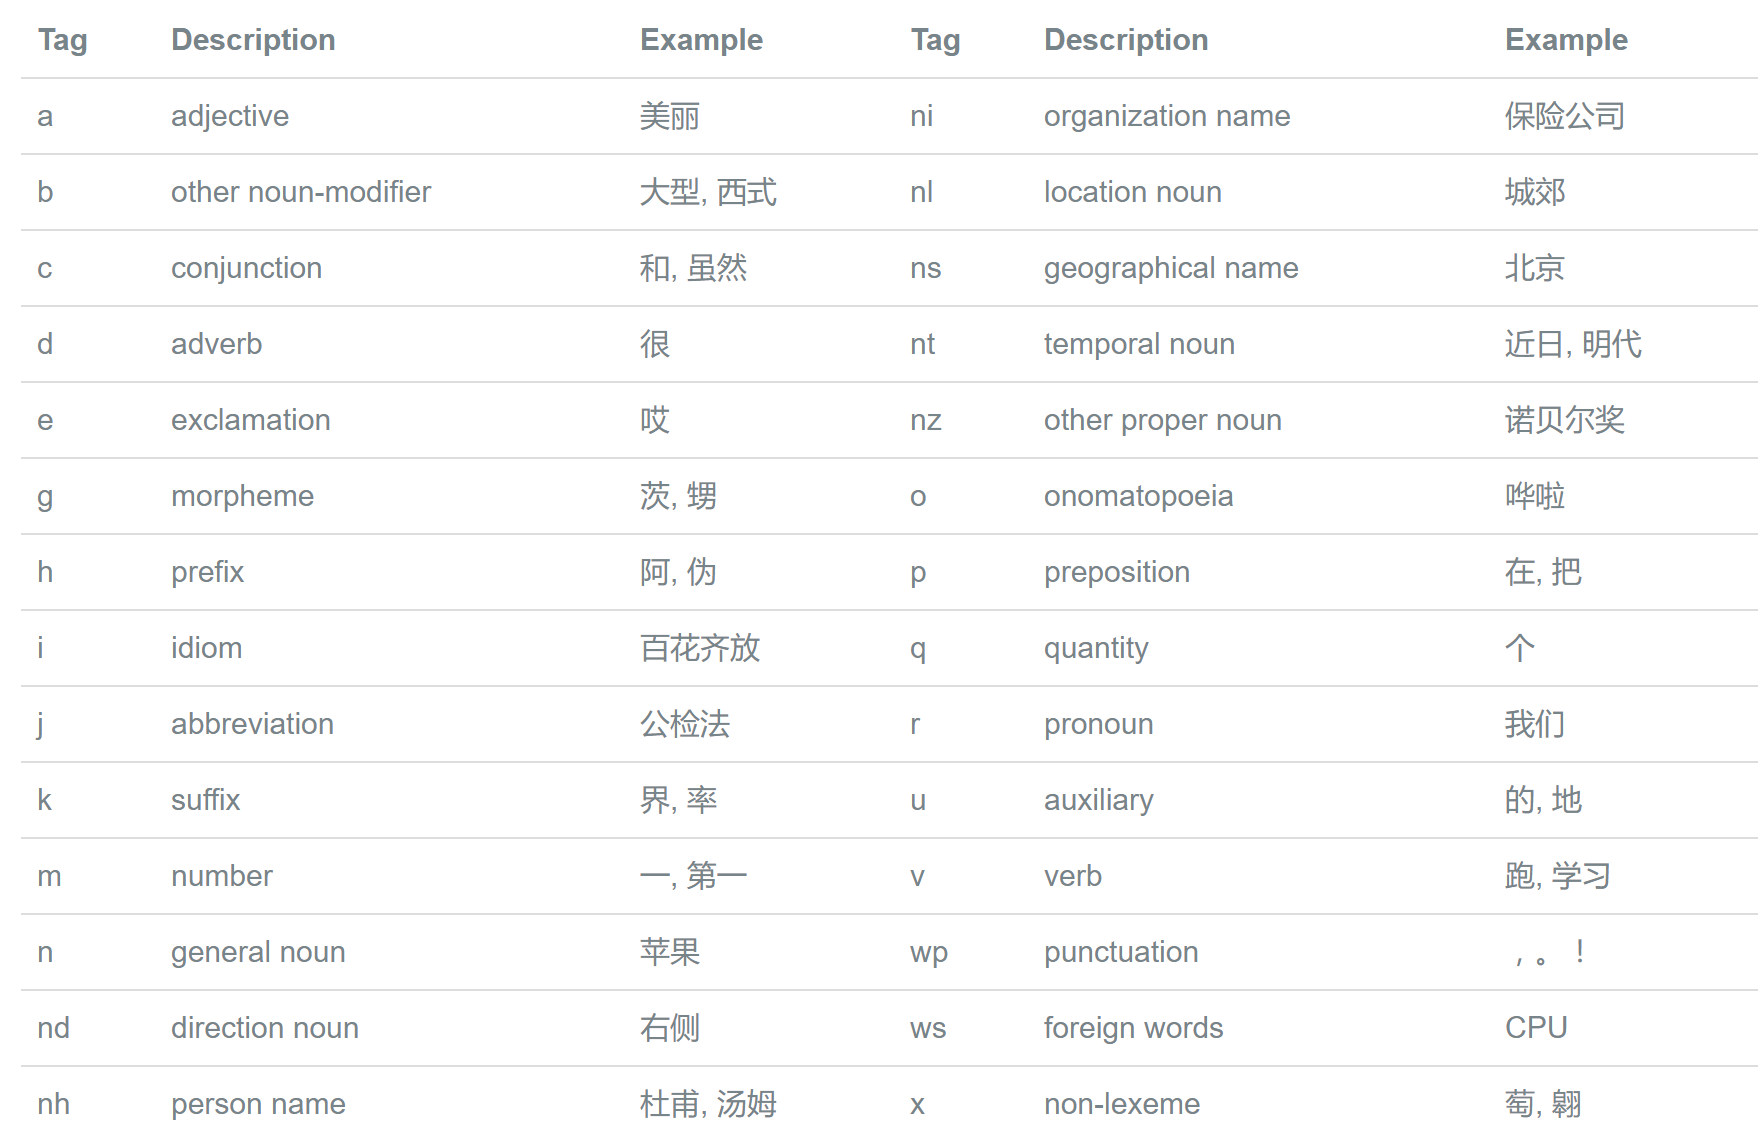 Tag Description Example Tag Description Example
a adjective 美丽 ni organization name 保险公司
b other noun-modifier 大型, 西式 nl location noun 城郊
c conjunction 和, 虽然 ns geographical name 北京
d adverb 很 nt temporal noun 近日, 明代
e exclamation 哎 nz other proper noun 诺贝尔奖
g morpheme 茨, 甥 o onomatopoeia 哗啦
h prefix 阿, 伪 p preposition 在, 把
i idiom 百花齐放 q quantity 个
j abbreviation 公检法 r pronoun 我们
k suffix 界, 率 u auxiliary 的, 地
m number 一, 第一 v verb 跑, 学习
n general noun 苹果 wp punctuation ，。！
nd direction noun 右侧 ws foreign words CPU
nh person name 杜甫, 汤姆 x non-lexeme 萄, 翱